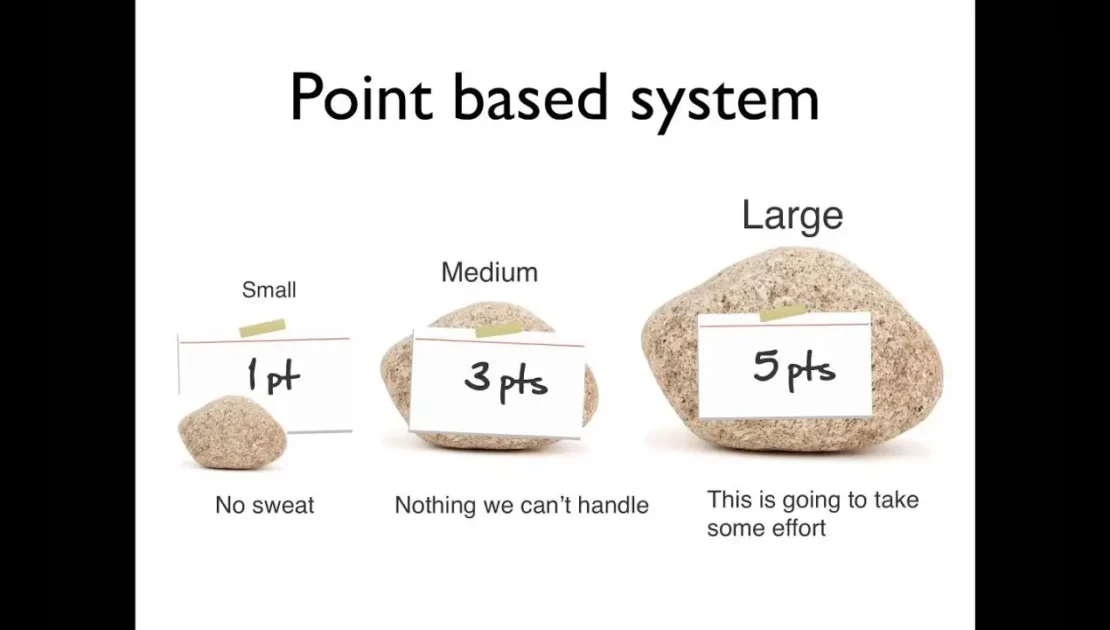 Point based system
Small
Medium
Large
1 pt
3 pts
5 pts
No sweat
Nothing we can’t handle
This is going to take
some effort